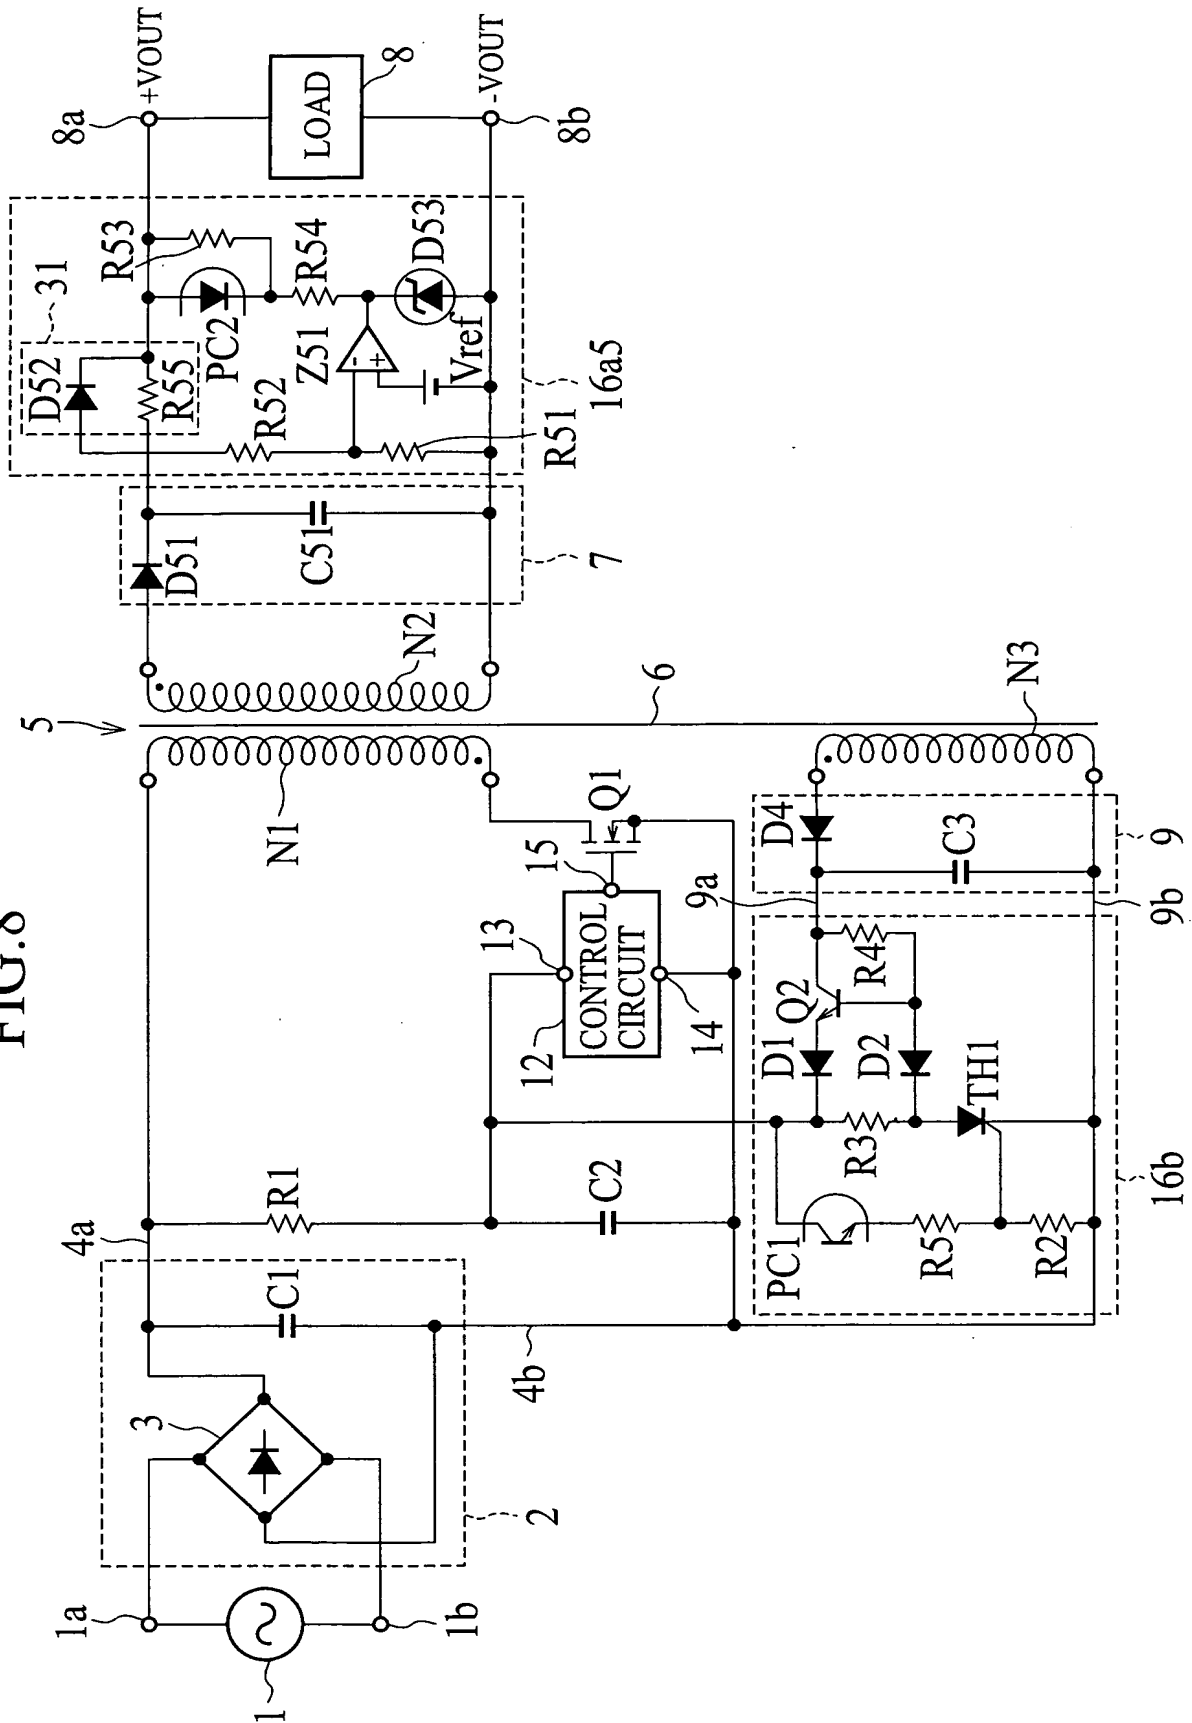 FIG.8
5
4a
1a
1
1b
3
2
C1
4b
R1
C2
N1
N2
6
N3
12
13
CONTROL
CIRCUIT
14
15
Q1
D51
C51
7
31
D52
R55
R52
R51
R53
PC2
R54
Z51
Vref
D53
16a5
8a
+VOUT
LOAD
8
-VOUT
8b
PC1
R5
R2
R3
D1
D2
TH1
Q2
R4
16b
9a
9b
D4
C3
9
-
+